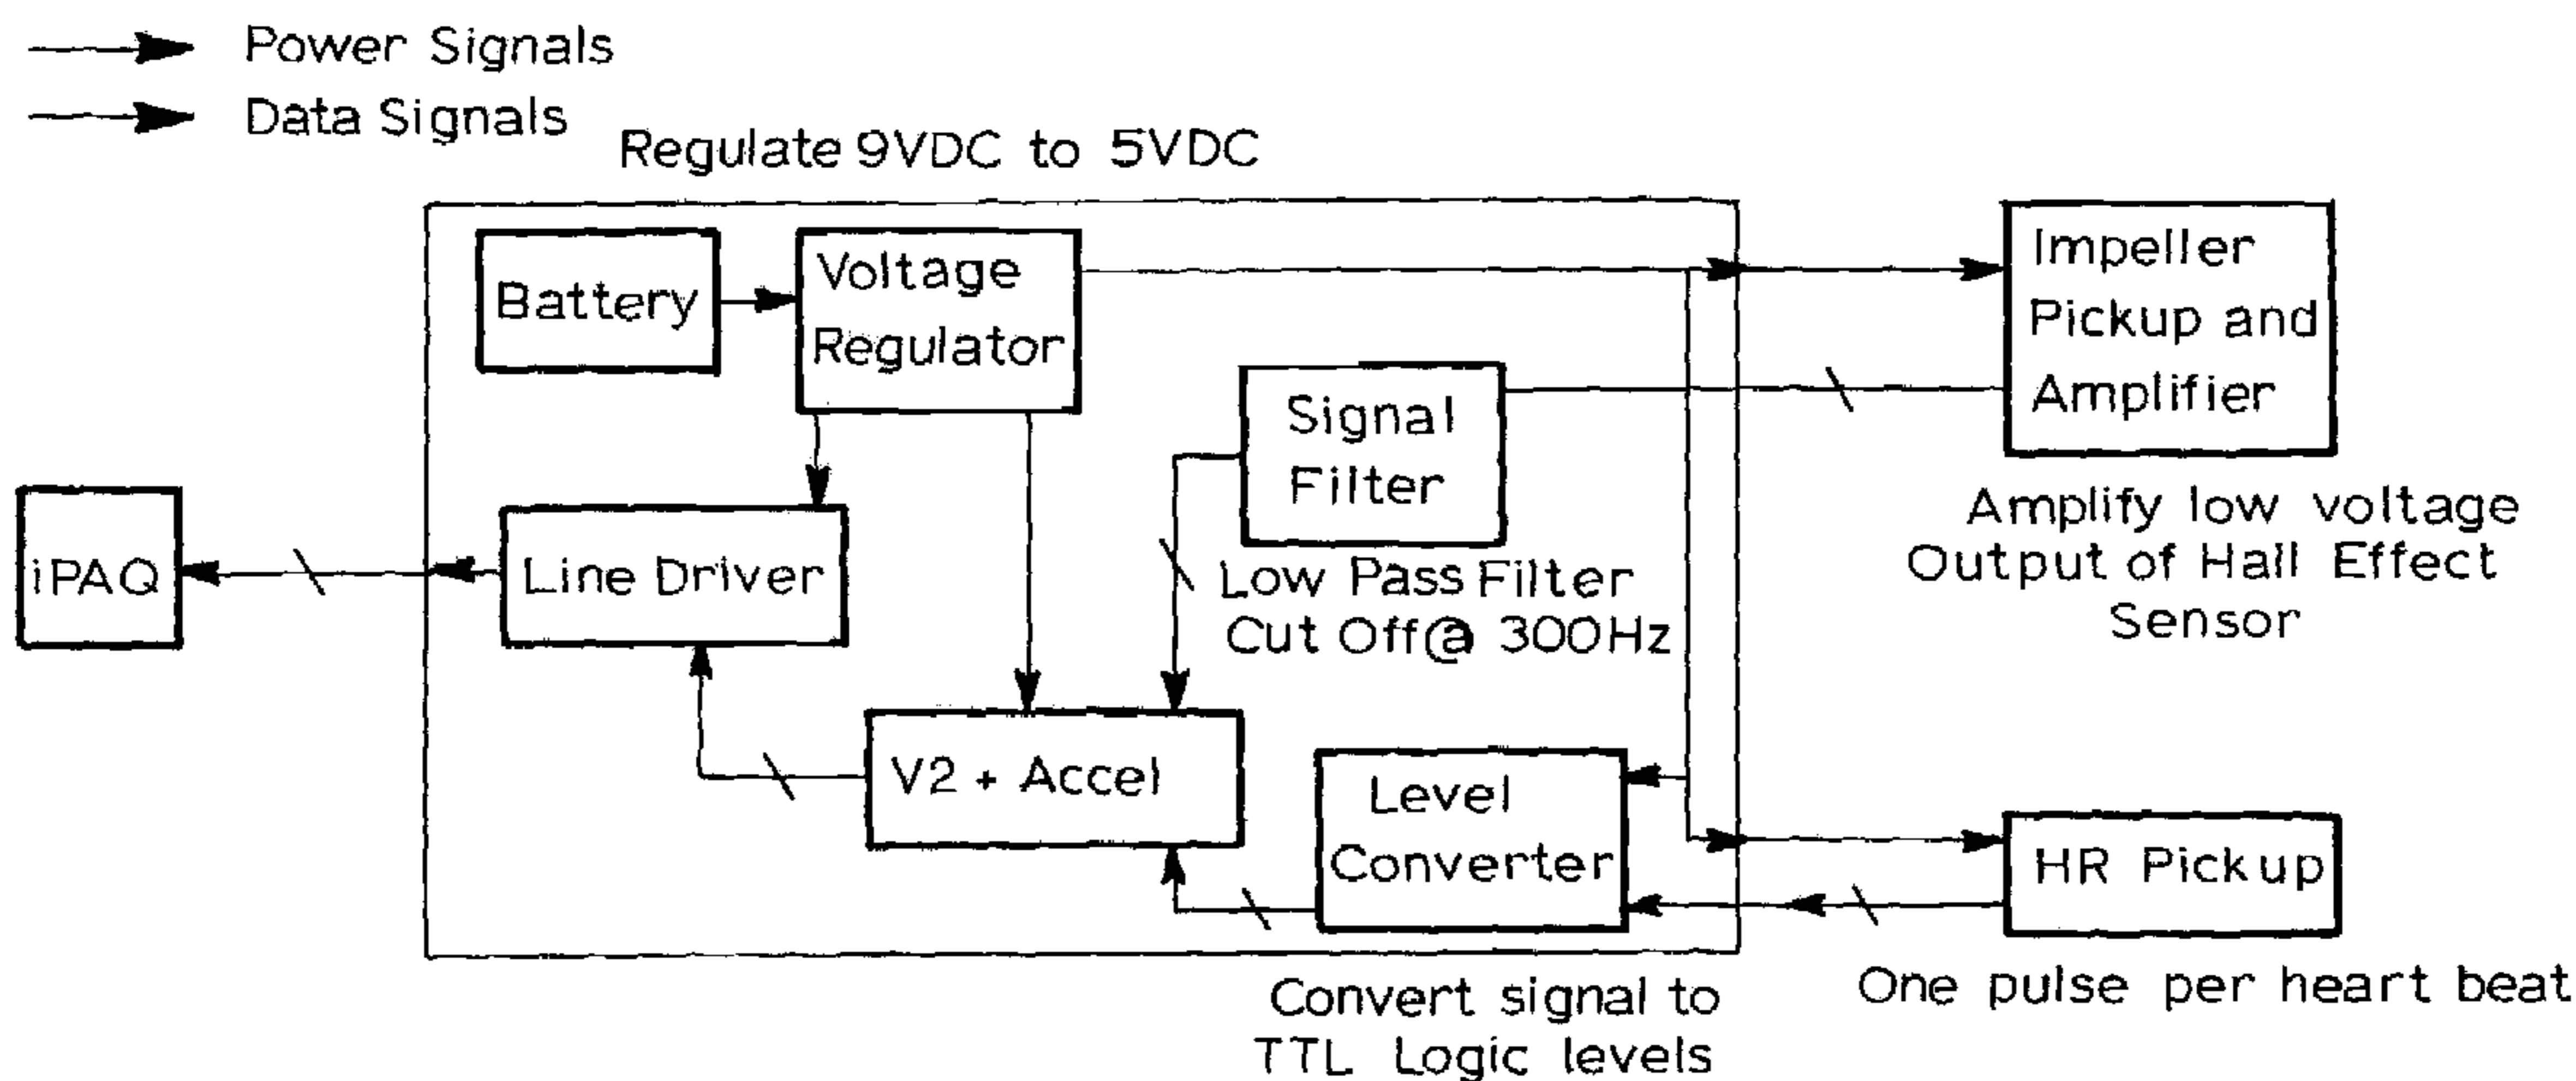 Power Signals
Data Signals
Regulate 9VDC to 5VDC
Battery
Voltage
Regulator
Impeller
Pickup and
Amplifier
Signal
Filter
Amplify low voltage
Output of Hall Effect
Sensor
iPAQ
Line Driver
Low Pass Filter
Cut Off@ 300Hz
V2 + Accel
Level
Converter
HR Pickup
One pulse per heart beat
Convert signal to
TTL Logic levels